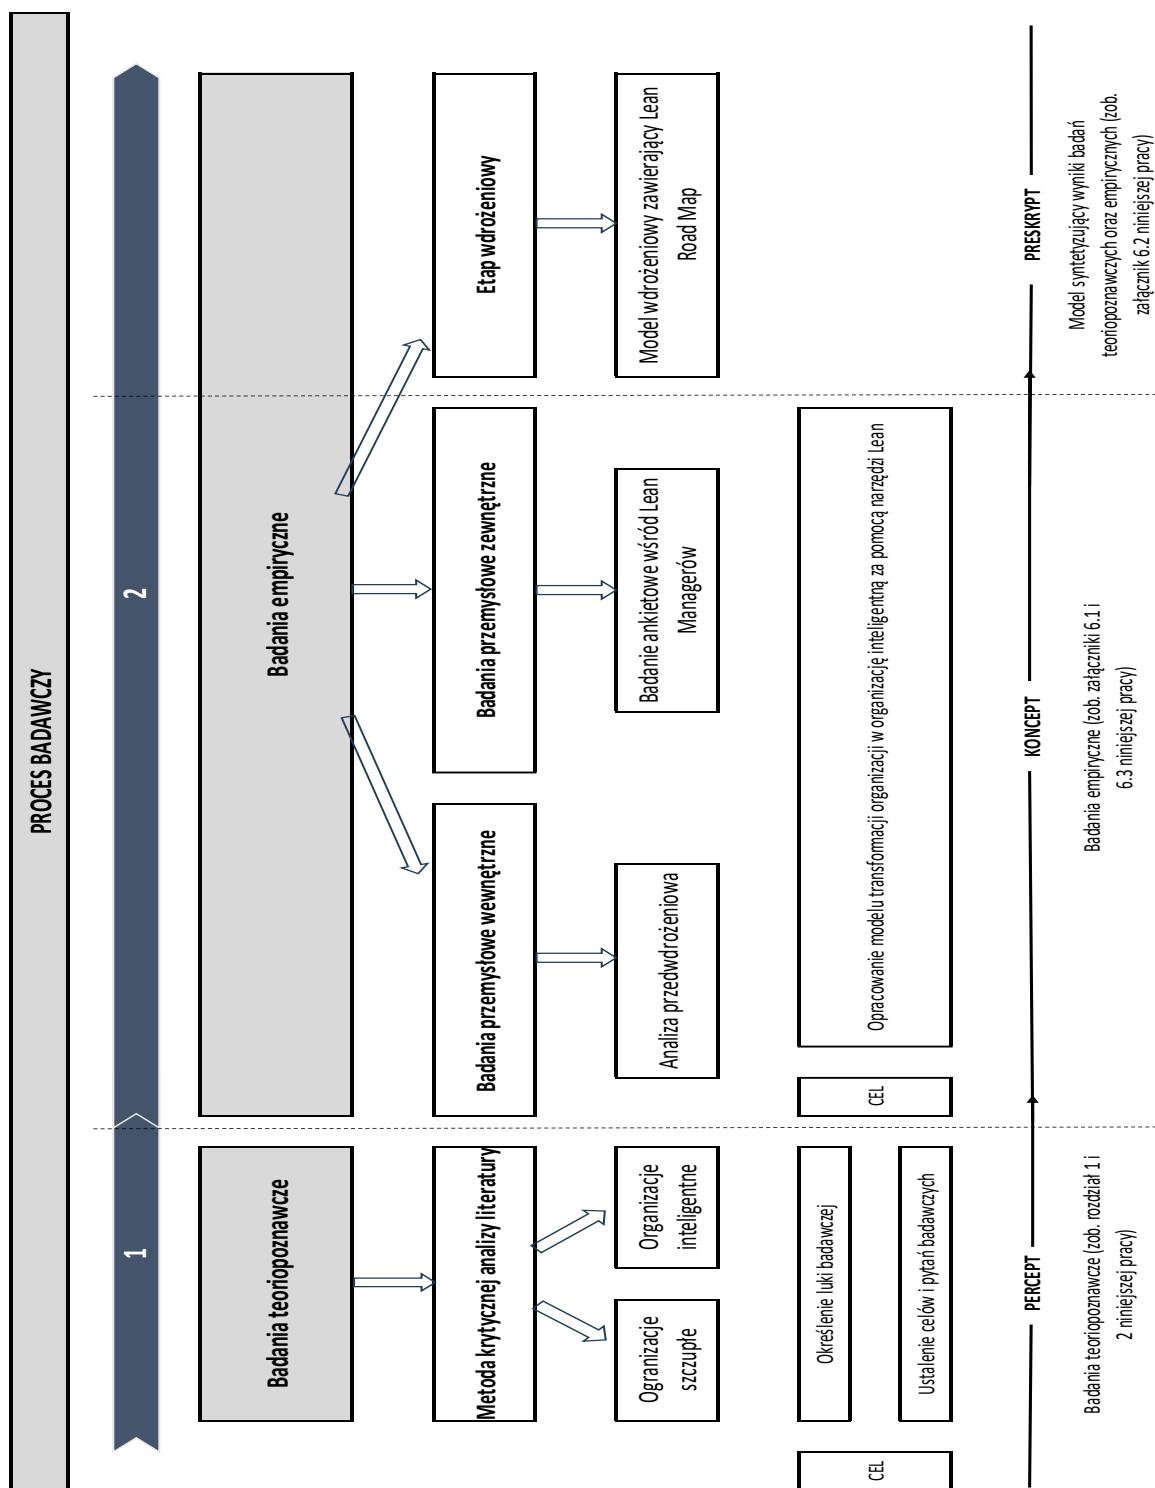 PROCES BADAWCZY
1
2
Badania teoriopoznawcze
Badania empiryczne
Metoda krytycznej analizy literatury
Badania przemysłowe wewnętrzne
Badania przemysłowe zewnętrzne
Etap wdrożeniowy
Ogranizacje
szczupłe
Organizacje
inteligentne
Analiza przedwdrożeniowa
Badanie ankietowe wśród Lean
Managerów
Model wdrożeniowy zawierający Lean
Road Map
CEL
Określenie luki badawczej
Ustalenie celów i pytań badawczych
CEL
Opracowanie modelu transformacji organizacji w organizację inteligentną za pomocą narzędzi Lean
PERCEPT
KONCEPT
PRESKRYPT
Badania teoriopoznawcze (zob. rozdział 1 i
2 niniejszej pracy)
Badania empiryczne (zob. załączniki 6.1 i
6.3 niniejszej pracy)
Model syntetyzujący wyniki badań
teoriopoznawczych oraz empirycznych (zob.
załącznik 6.2 niniejszej pracy)